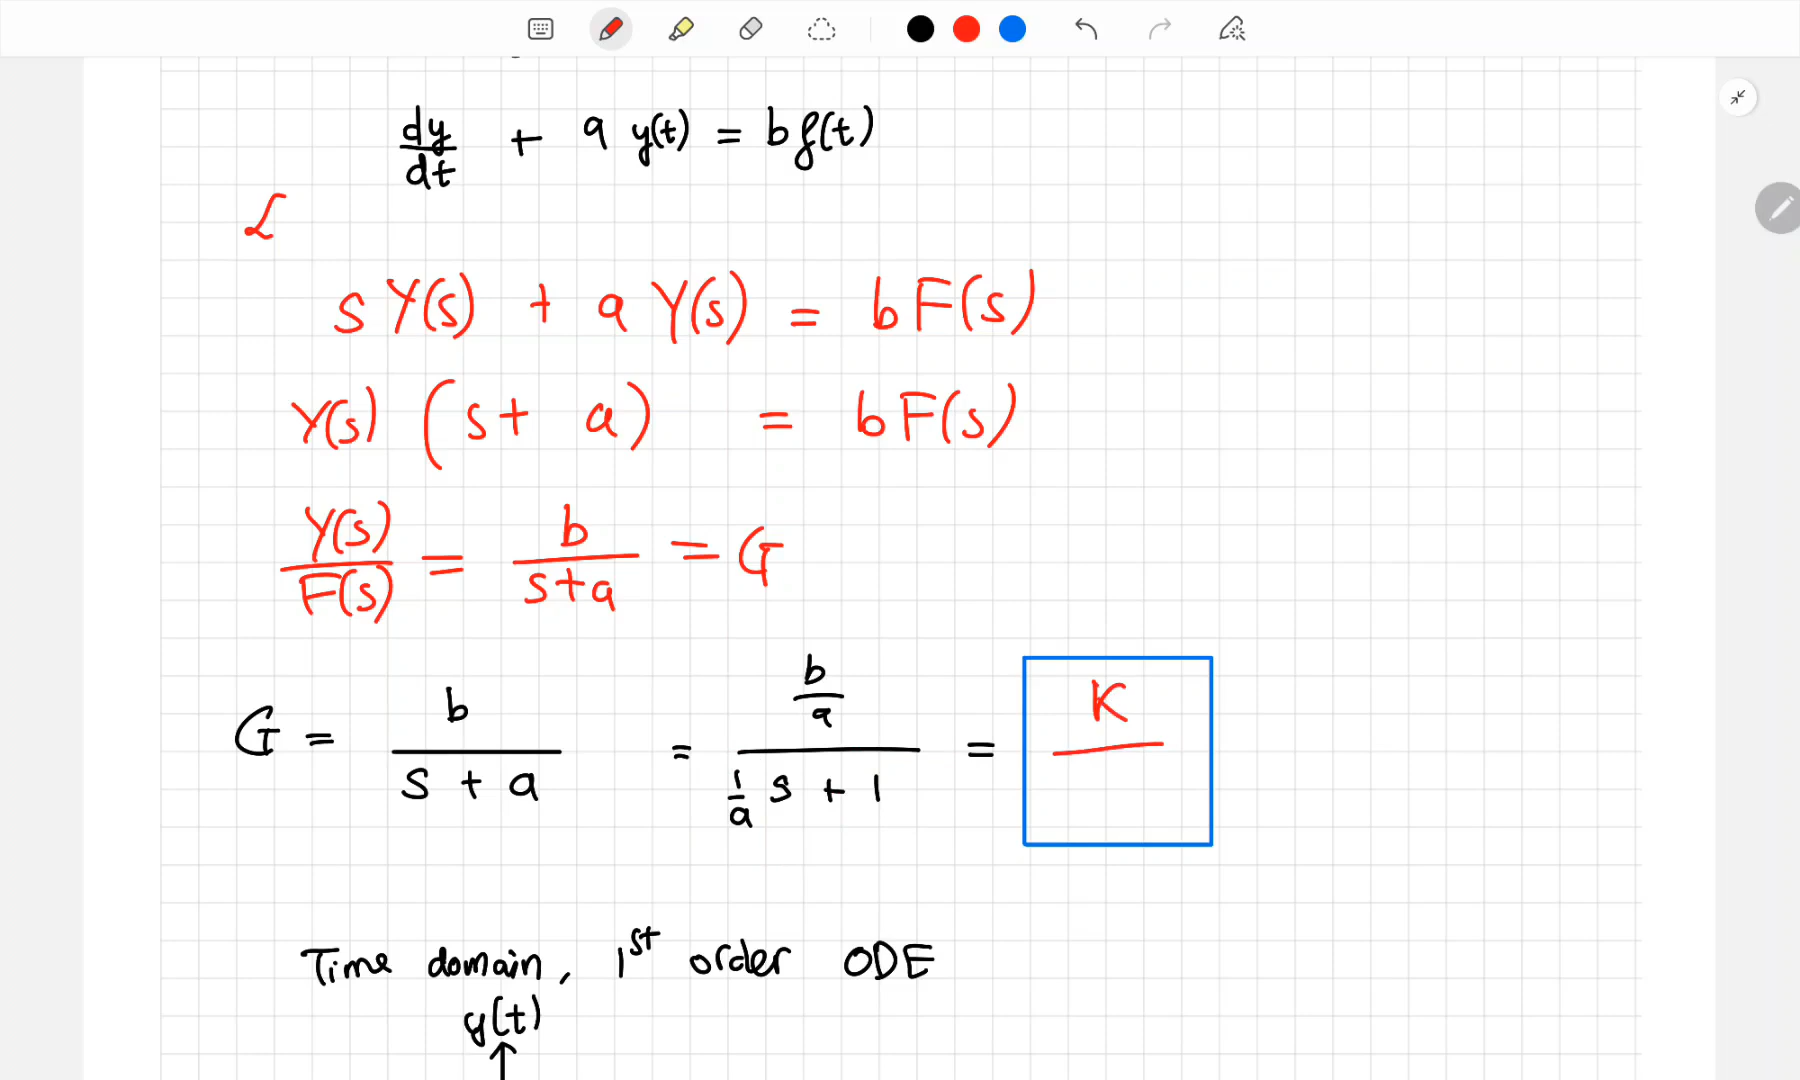 dy/dt + a y(t) = b f(t)
ℒ
s Y(s) + a Y(s) = b F(s)
Y(s) (s + a) = b F(s)
Y(s)/F(s) = b/(s+a) = G
G = b/(s + a) = (b/a)/(1/a s + 1) = K/
Time domain, 1st order ODE
y(t)
↑